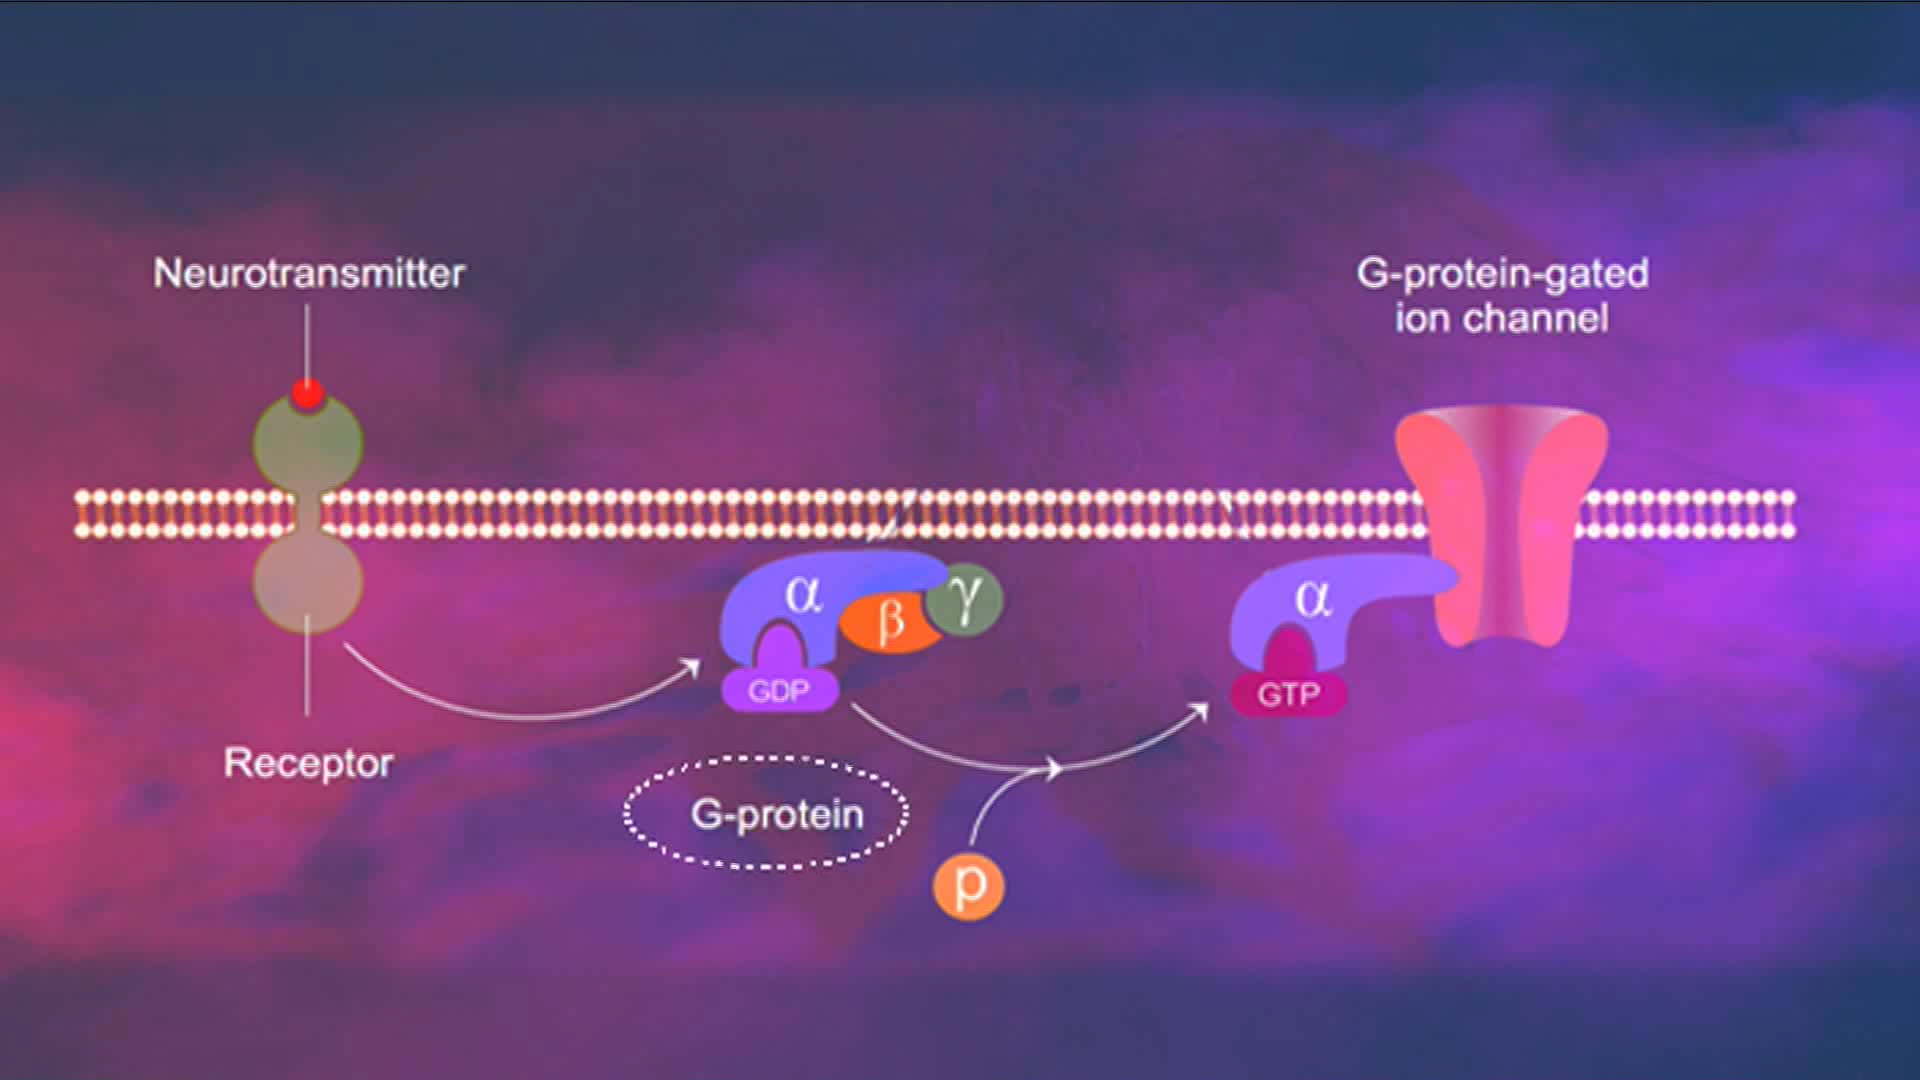 Neurotransmitter
G-protein-gated
ion channel
α
β
γ
GDP
α
GTP
Receptor
G-protein
p